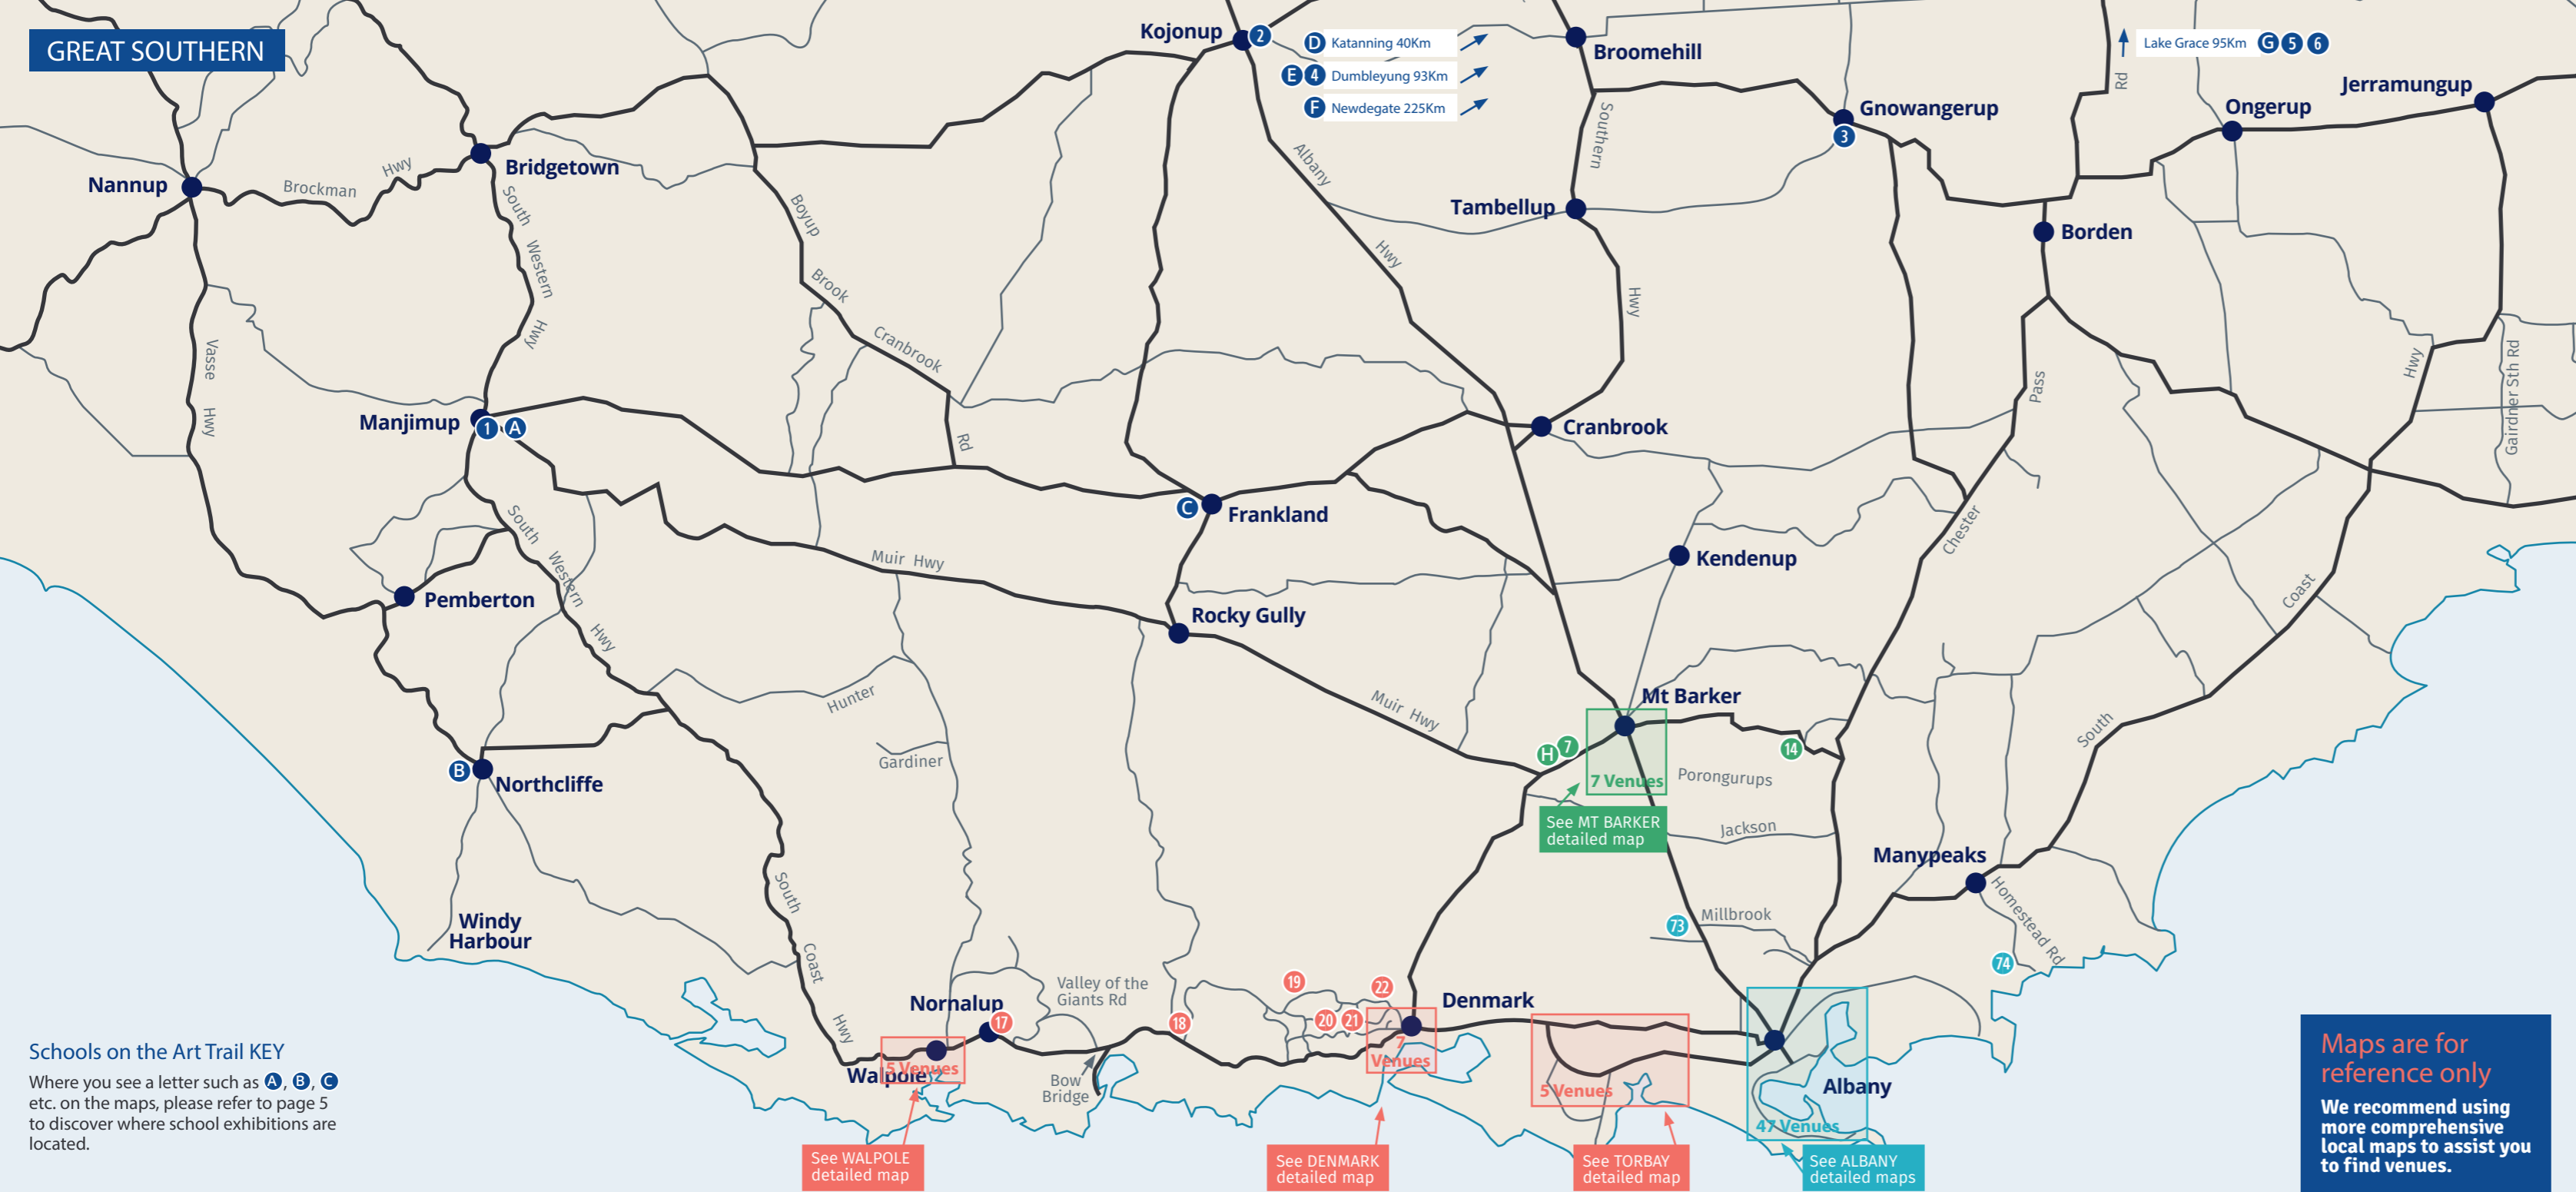 GREAT SOUTHERN
Kojonup
2
D Katanning 40Km
E 4 Dumbleyung 93Km
F Newdegate 225Km
Broomehill
Rd
Lake Grace 95Km G 5 6
Jerramungup
Ongerup
Gnowangerup
3
Southern
Albany
Hwy
Nannup
Brockman
Hwy
Bridgetown
South
Western
Hwy
Boyup
Brook
Cranbrook
Rd
Tambellup
Hwy
Borden
Vasse
Hwy
Pass
Hwy
Gairdner Sth Rd
Manjimup
1 A
Cranbrook
C
Frankland
South
Western
Hwy
Muir Hwy
Chester
Kendenup
Pemberton
Rocky Gully
Coast
Hunter
Muir Hwy
Mt Barker
South
H 7
14
7 Venues
Porongurups
Gardiner
B
Northcliffe
See MT BARKER
detailed map
Jackson
Manypeaks
South
Homestead Rd
Windy
Harbour
73
Millbrook
Coast
74
Valley of the
Giants Rd
19
22
Nornalup
17
18
20
21
Denmark
Hwy
5 Venues
Walpole
7
Venues
5 Venues
Bow
Bridge
Albany
47 Venues
Schools on the Art Trail KEY
Where you see a letter such as A, B, C
etc. on the maps, please refer to page 5
to discover where school exhibitions are
located.
See WALPOLE
detailed map
See DENMARK
detailed map
See TORBAY
detailed map
See ALBANY
detailed maps
Maps are for
reference only
We recommend using
more comprehensive
local maps to assist you
to find venues.